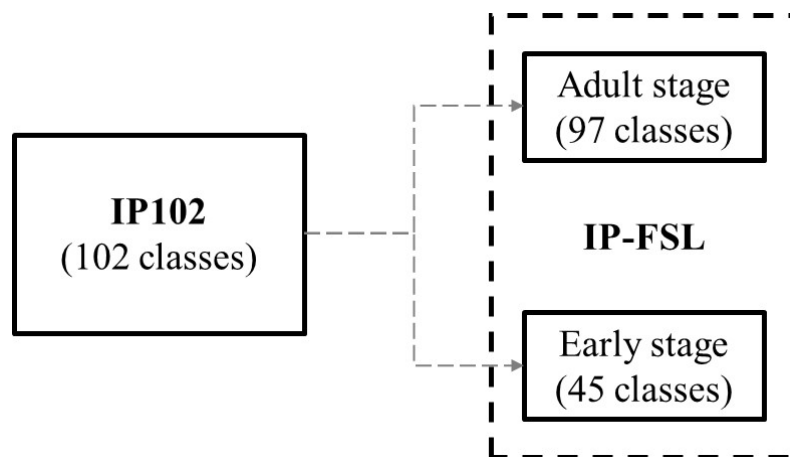 IP102
(102 classes)
Adult stage
(97 classes)
IP-FSL
Early stage
(45 classes)